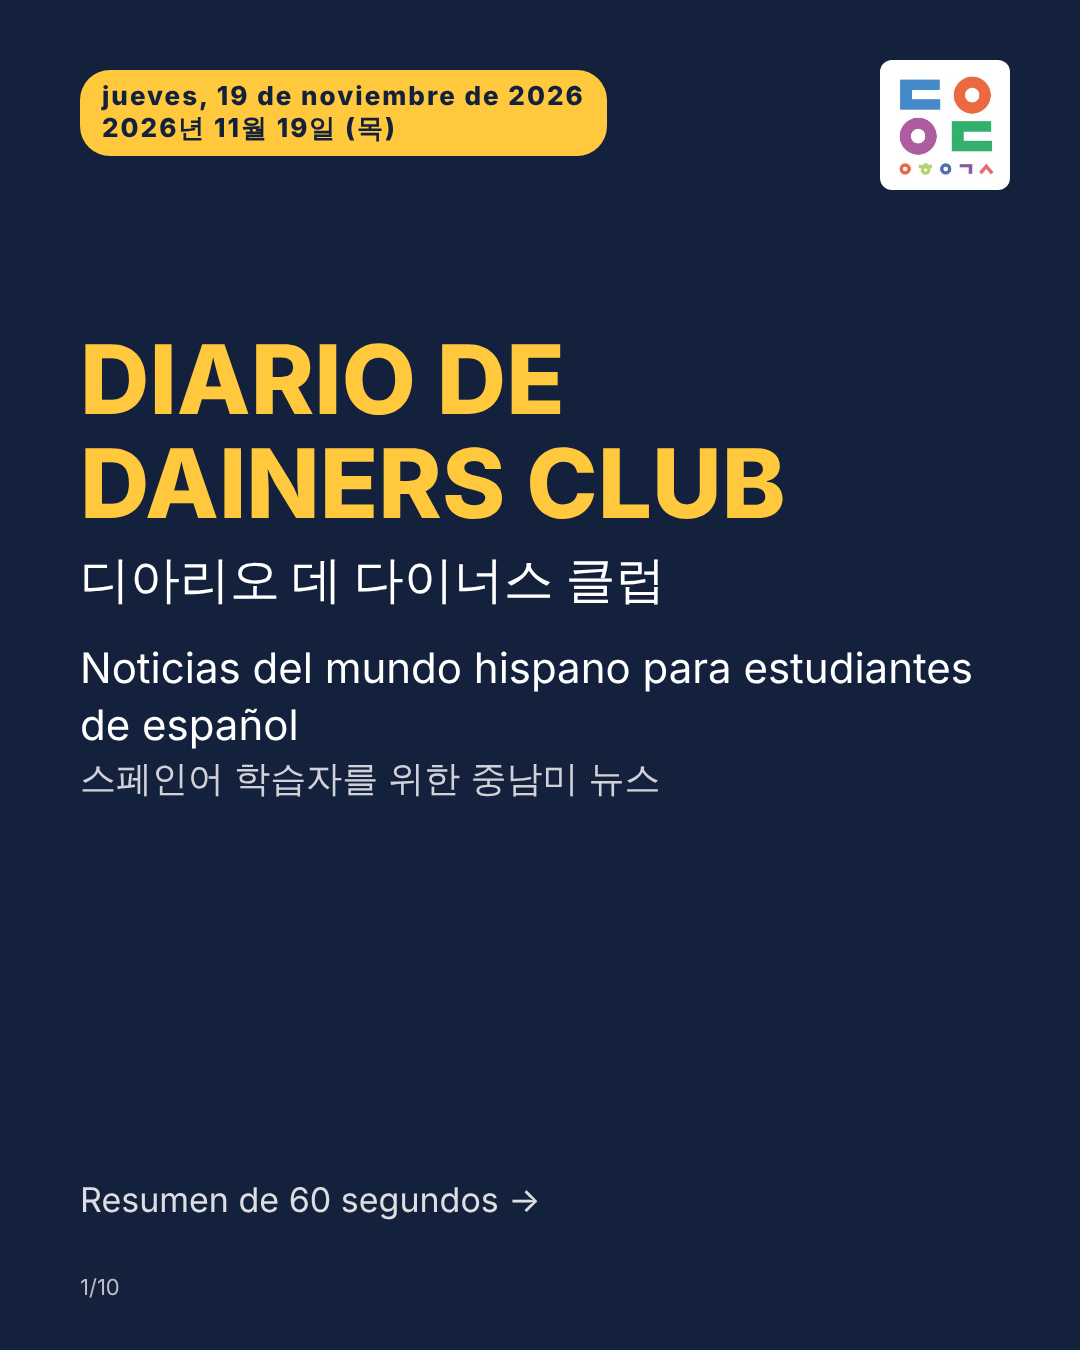 jueves, 19 de noviembre de 2026
2026년 11월 19일 (목)
ㄷㅇ
ㅇㄷ
ㅇㅎㅇㄱㅅ
DIARIO DE
DAINERS CLUB
디아리오 데 다이너스 클럽
Noticias del mundo hispano para estudiantes
de español
스페인어 학습자를 위한 중남미 뉴스
Resumen de 60 segundos →
1/10